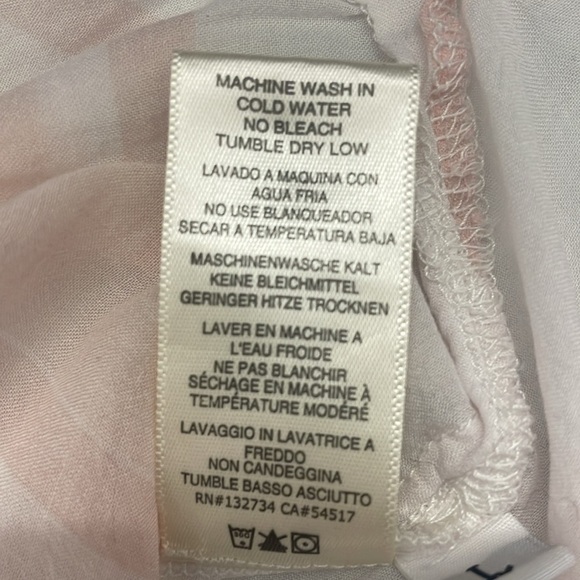 MACHINE WASH IN
COLD WATER
NO BLEACH
TUMBLE DRY LOW
LAVADO A MAQUINA CON
AGUA FRIA
NO USE BLANQUEADOR
SECAR A TEMPERATURA BAJA
MASCHINENWASCHE KALT
KEINE BLEICHMITTEL
GERINGER HITZE TROCKNEN
LAVER EN MACHINE A
L'EAU FROIDE
NE PAS BLANCHIR
SÉCHAGE EN MACHINE À
TEMPÉRATURE MODÉRÉ
LAVAGGIO IN LAVATRICE A
FREDDO
NON CANDEGGINA
TUMBLE BASSO ASCIUTTO
RN#132734 CA#54517